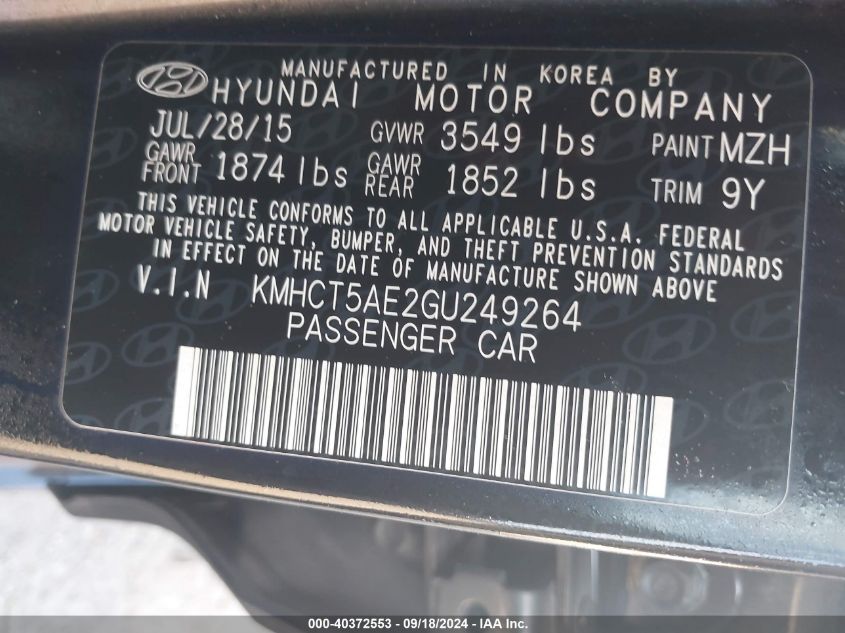 MANUFACTURED IN KOREA BY
HYUNDAI MOTOR COMPANY
JUL/28/15 GVWR 3549 lbs PAINT MZH
GAWR FRONT 1874 lbs GAWR REAR 1852 lbs TRIM 9Y
THIS VEHICLE CONFORMS TO ALL APPLICABLE U.S.A. FEDERAL
MOTOR VEHICLE SAFETY, BUMPER, AND THEFT PREVENTION STANDARDS
IN EFFECT ON THE DATE OF MANUFACTURE SHOWN ABOVE
V.I.N KMHCT5AE2GU249264
PASSENGER CAR
000-40372553 - 09/18/2024 - IAA Inc.